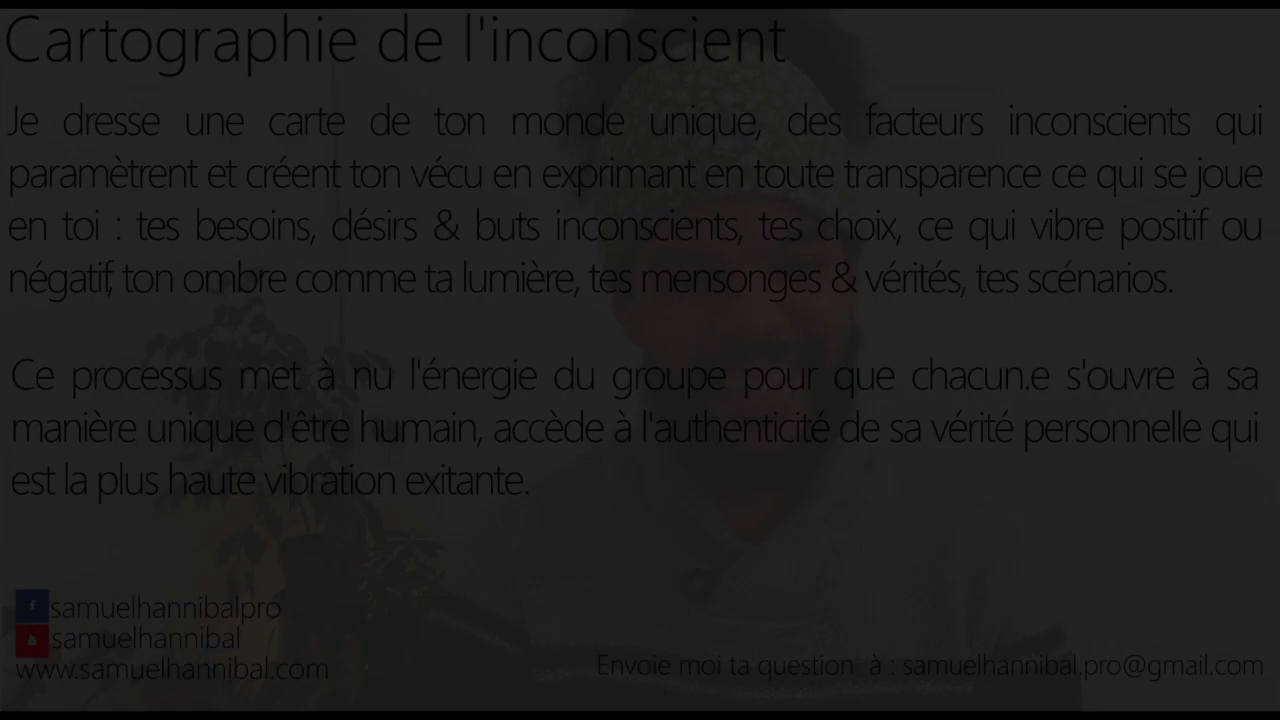 Cartographie de l'inconscient
Je dresse une carte de ton monde unique, des facteurs inconscients qui
paramètrent et créent ton vécu en exprimant en toute transparence ce qui se joue
en toi : tes besoins, désirs & buts inconscients, tes choix, ce qui vibre positif ou
négatif, ton ombre comme ta lumière, tes mensonges & vérités, tes scénarios.
Ce processus met à nu l'énergie du groupe pour que chacun.e s'ouvre à sa
manière unique d'être humain, accède à l'authenticité de sa vérité personnelle qui
est la plus haute vibration exitante.
samuelhannibalpro
samuelhannibal
www.samuelhannibal.com
Envoie moi ta question à : samuelhannibal.pro@gmail.com